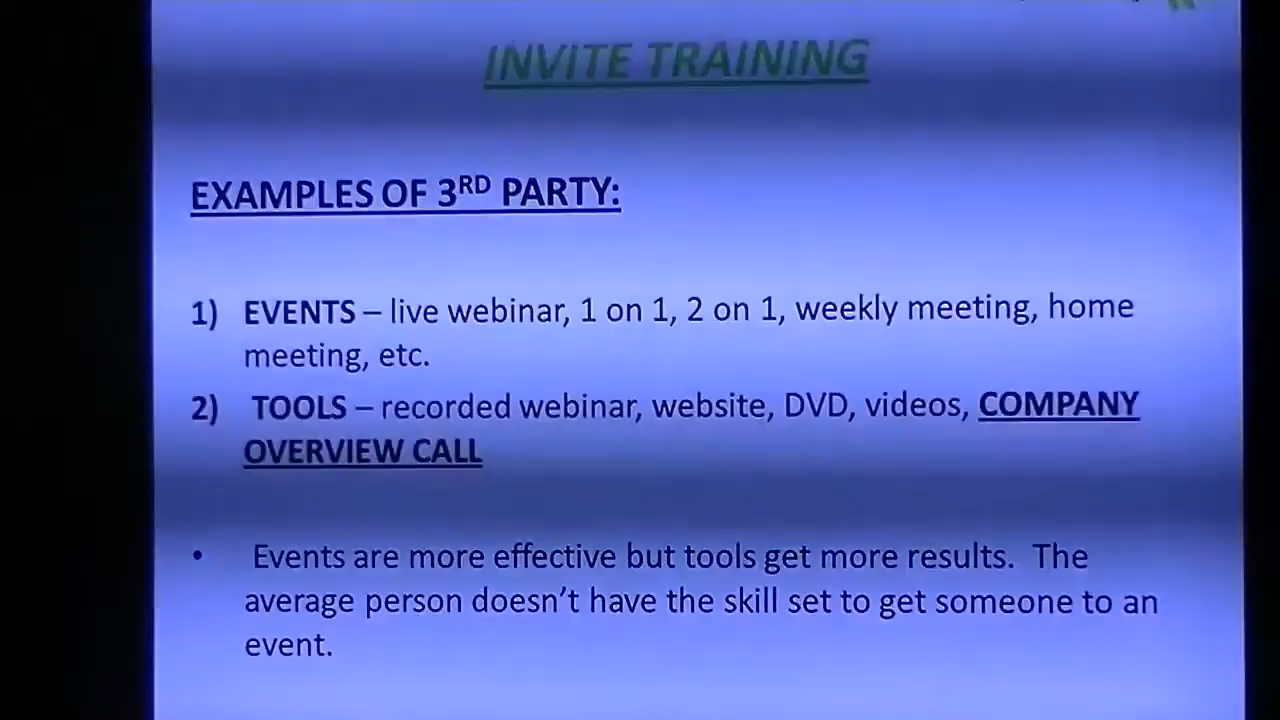 INVITE TRAINING
EXAMPLES OF 3RD PARTY:
1) EVENTS – live webinar, 1 on 1, 2 on 1, weekly meeting, home
meeting, etc.
2) TOOLS – recorded webinar, website, DVD, videos, COMPANY
OVERVIEW CALL
• Events are more effective but tools get more results. The
average person doesn't have the skill set to get someone to an
event.